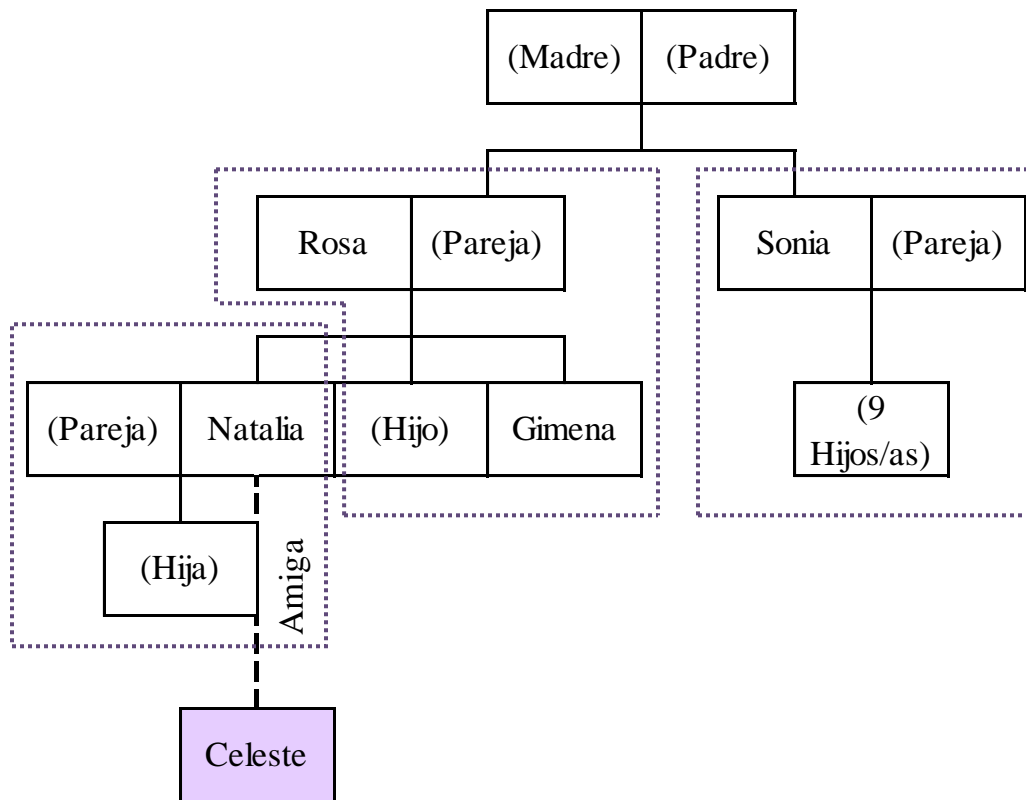 (Madre) (Padre)
Rosa (Pareja) Sonia (Pareja)
(Pareja) Natalia (Hijo) Gimena (9
Hijos/as)
(Hija) Amiga
Celeste